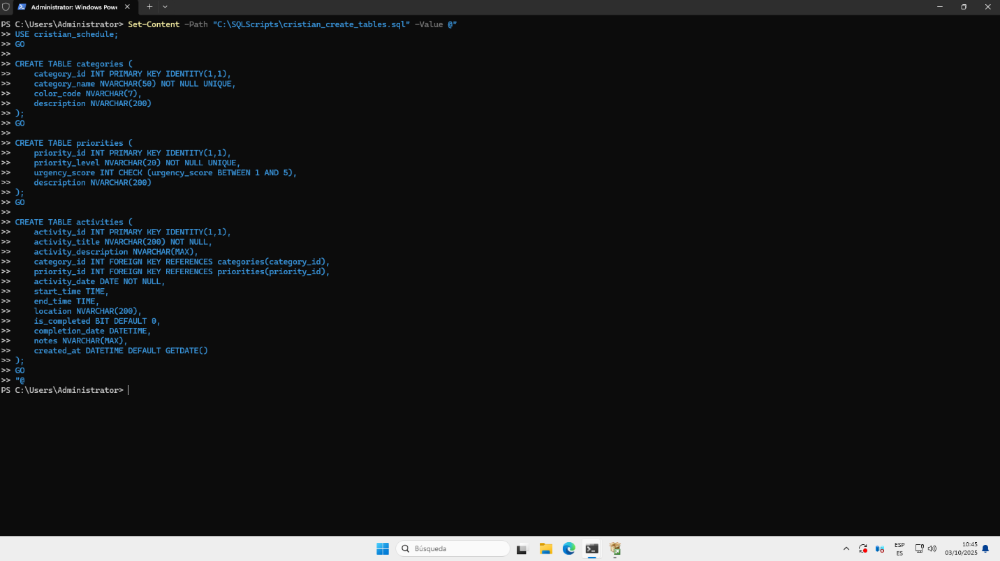 Administrator: Windows Powe
PS C:\Users\Administrator> Set-Content -Path "C:\SQLScripts\cristian_create_tables.sql" -Value @"
>> USE cristian_schedule;
>> GO
>>
>> CREATE TABLE categories (
>>     category_id INT PRIMARY KEY IDENTITY(1,1),
>>     category_name NVARCHAR(50) NOT NULL UNIQUE,
>>     color_code NVARCHAR(7),
>>     description NVARCHAR(200)
>> );
>> GO
>>
>> CREATE TABLE priorities (
>>     priority_id INT PRIMARY KEY IDENTITY(1,1),
>>     priority_level NVARCHAR(20) NOT NULL UNIQUE,
>>     urgency_score INT CHECK (urgency_score BETWEEN 1 AND 5),
>>     description NVARCHAR(200)
>> );
>> GO
>>
>> CREATE TABLE activities (
>>     activity_id INT PRIMARY KEY IDENTITY(1,1),
>>     activity_title NVARCHAR(200) NOT NULL,
>>     activity_description NVARCHAR(MAX),
>>     category_id INT FOREIGN KEY REFERENCES categories(category_id),
>>     priority_id INT FOREIGN KEY REFERENCES priorities(priority_id),
>>     activity_date DATE NOT NULL,
>>     start_time TIME,
>>     end_time TIME,
>>     location NVARCHAR(200),
>>     is_completed BIT DEFAULT 0,
>>     completion_date DATETIME,
>>     notes NVARCHAR(MAX),
>>     created_at DATETIME DEFAULT GETDATE()
>> );
>> GO
>> "@
PS C:\Users\Administrator>
Búsqueda
ESP
ES
10:45
03/10/2025